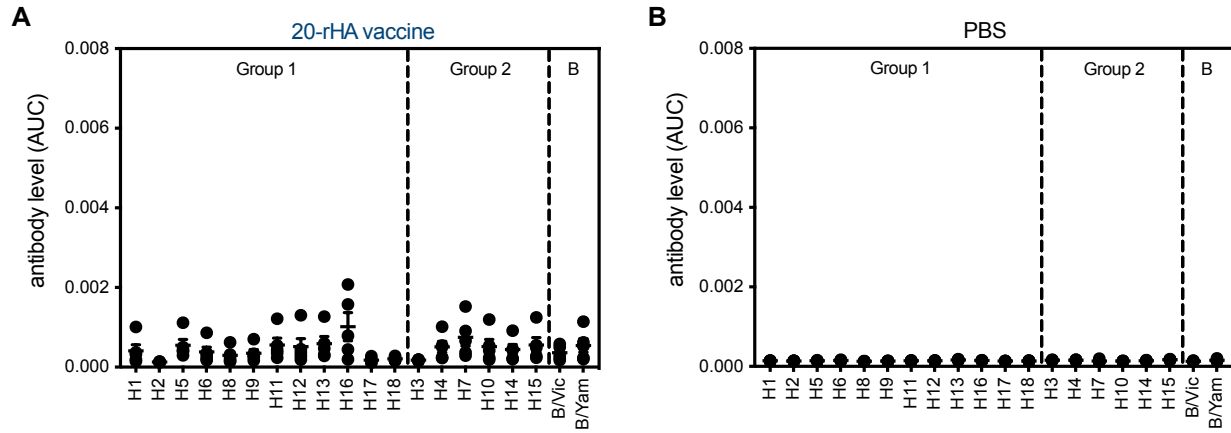 A
20-rHA vaccine
antibody level (AUC)
0.008
0.006
0.004
0.002
0.000
Group 1
Group 2
B
H1
H2
H5
H6
H8
H9
H11
H12
H13
H16
H17
H18
H3
H4
H7
H10
H14
H15
B/Vic
B/Yam
B
PBS
antibody level (AUC)
0.008
0.006
0.004
0.002
0.000
Group 1
Group 2
B
H1
H2
H5
H6
H8
H9
H11
H12
H13
H16
H17
H18
H3
H4
H7
H10
H14
H15
B/Vic
B/Yam